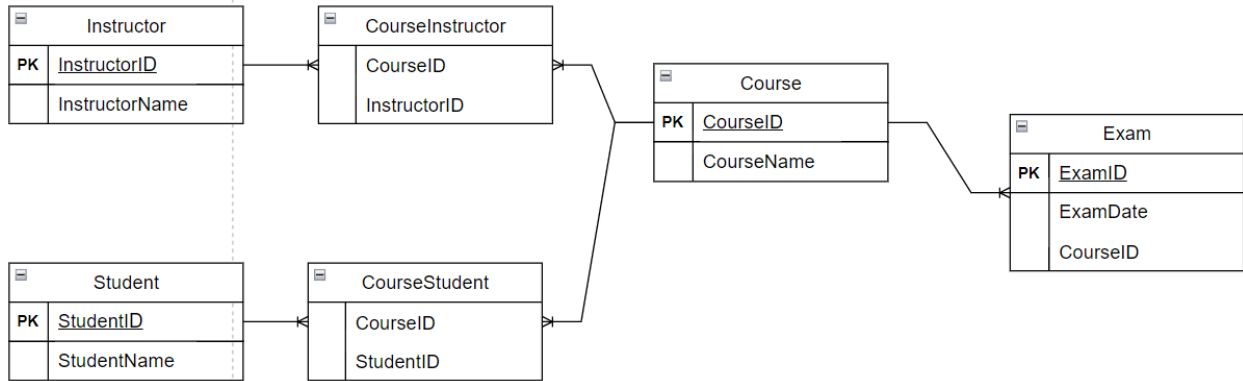 Instructor
PK InstructorID
InstructorName
CourseInstructor
CourseID
InstructorID
Course
PK CourseID
CourseName
Exam
PK ExamID
ExamDate
CourseID
Student
PK StudentID
StudentName
CourseStudent
CourseID
StudentID